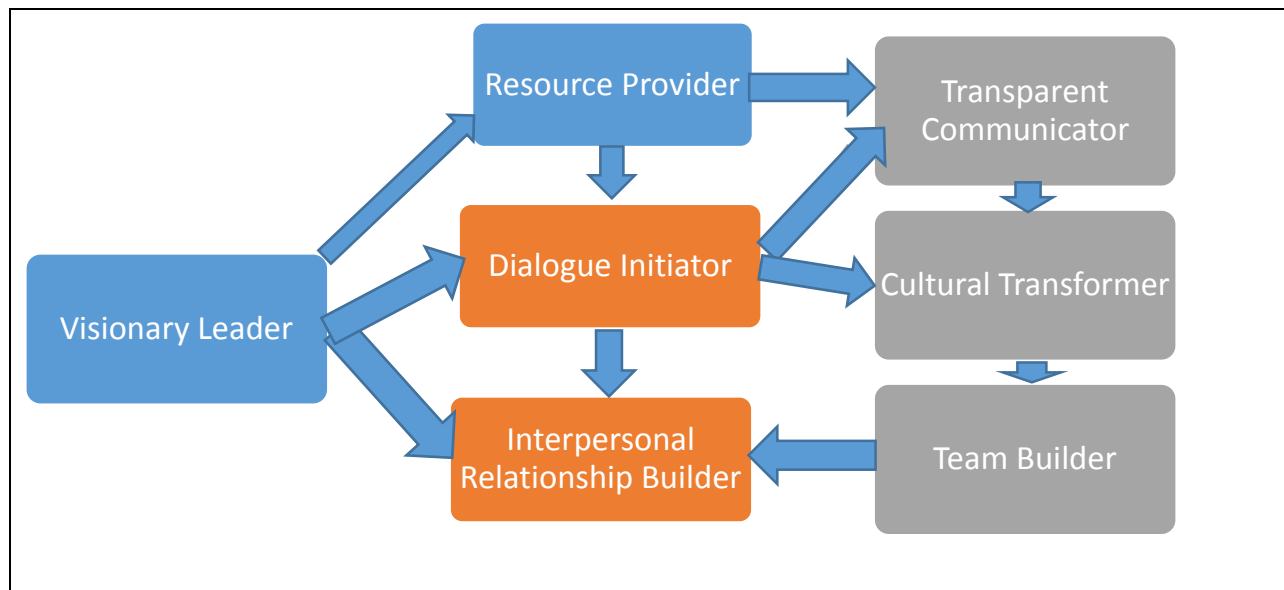 Resource Provider
Transparent
Communicator
Dialogue Initiator
Cultural Transformer
Visionary Leader
Interpersonal
Relationship Builder
Team Builder